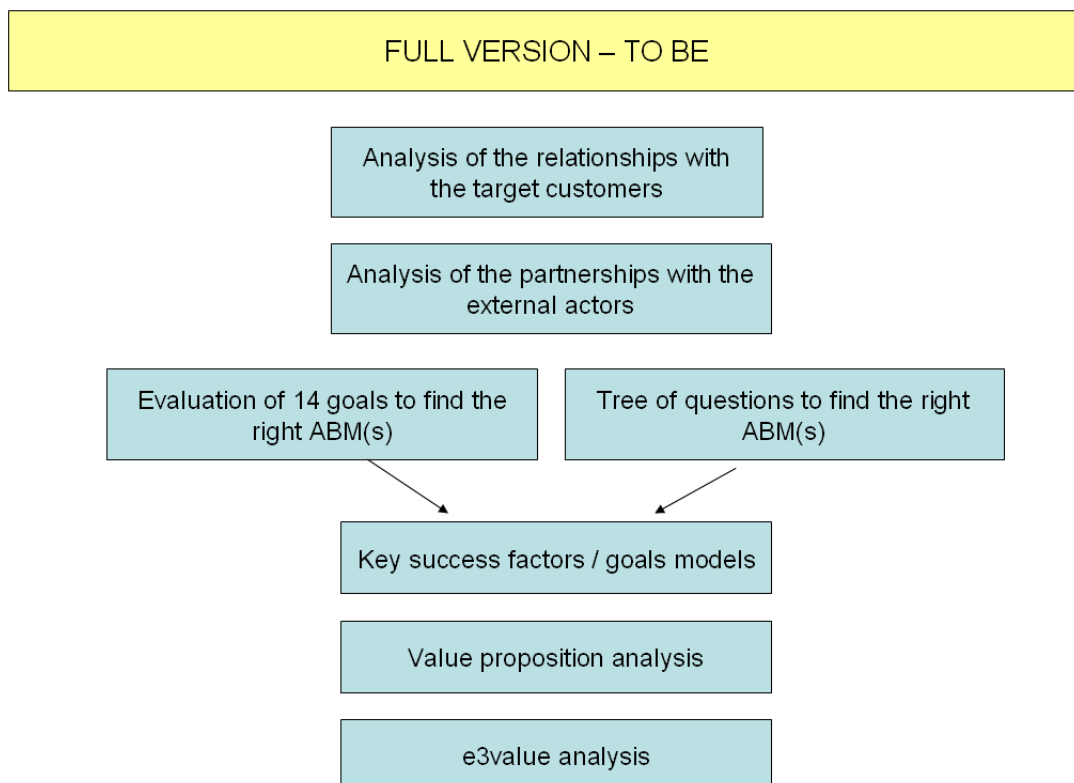 FULL VERSION – TO BE
Analysis of the relationships with
the target customers
Analysis of the partnerships with the
external actors
Evaluation of 14 goals to find the
right ABM(s)
Tree of questions to find the right
ABM(s)
Key success factors / goals models
Value proposition analysis
e3value analysis